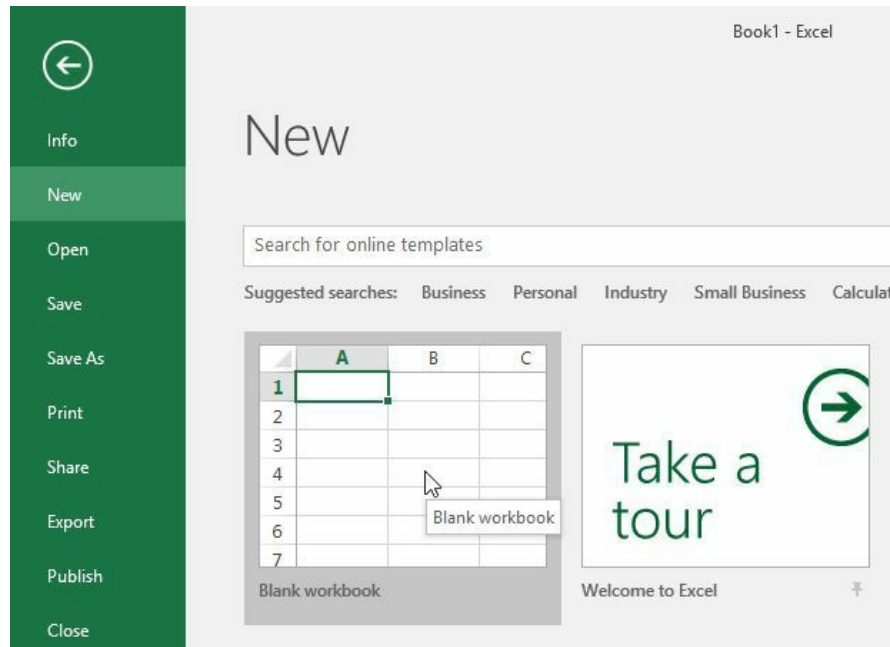 Book1 - Excel
Info
New
Open
Save
Save As
Print
Share
Export
Publish
Close
New
Search for online templates
Suggested searches: Business Personal Industry Small Business Calculat
A B C
1
2
3
4
5
6
7
Blank workbook
Blank workbook
Take a
tour
Welcome to Excel